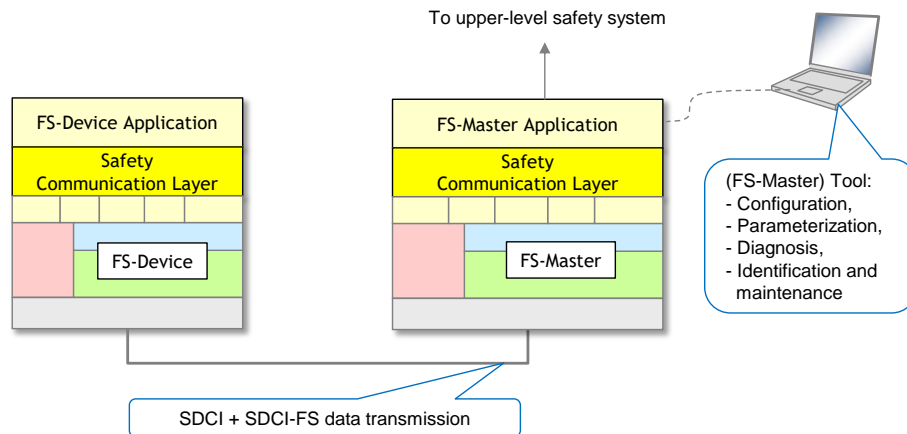 To upper-level safety system
FS-Device Application
Safety
Communication Layer
FS-Device
FS-Master Application
Safety
Communication Layer
FS-Master
(FS-Master) Tool:
- Configuration,
- Parameterization,
- Diagnosis,
- Identification and
maintenance
SDCI + SDCI-FS data transmission